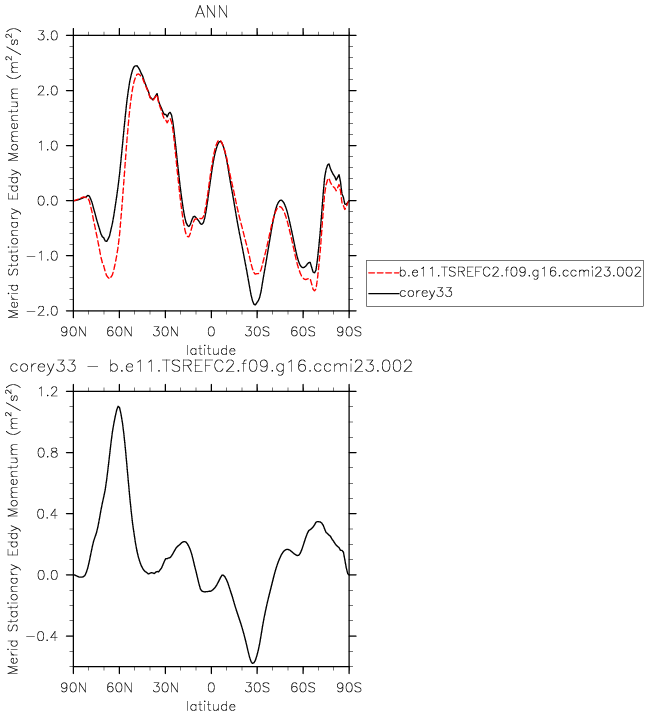 ANN
Merid Stationary Eddy Momentum (m²/s²)
3.0
2.0
1.0
0.0
−1.0
−2.0
90N 60N 30N 0 30S 60S 90S
latitude
b.e11.TSREFC2.f09.g16.ccmi23.002
corey33
corey33 − b.e11.TSREFC2.f09.g16.ccmi23.002
Merid Stationary Eddy Momentum (m²/s²)
1.2
0.8
0.4
0.0
−0.4
90N 60N 30N 0 30S 60S 90S
latitude